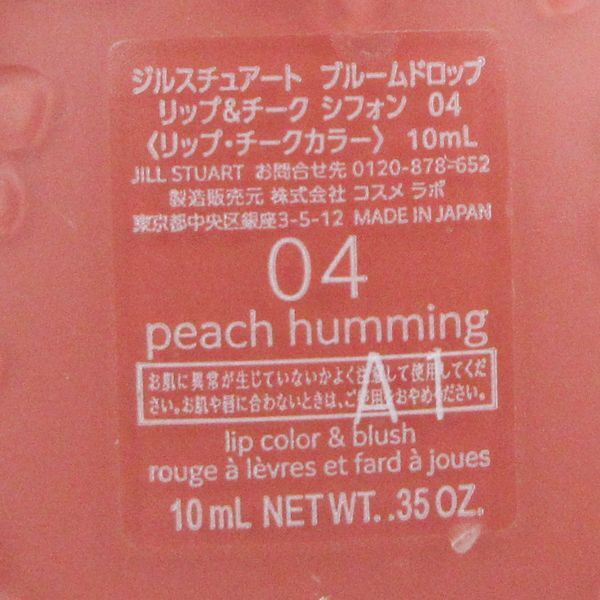 ジルスチュアート ブルームドロップ
リップ&チーク シフォン 04
〈リップ・チークカラー〉 10mL
JILL STUART お問合せ先 0120-878-652
製造販売元 株式会社 コスメ ラボ
東京都中央区銀座3-5-12 MADE IN JAPAN
04
peach humming
お肌に異常が生じていないかよく注意して使用してくだ
さい。お肌や唇に合わないときは、ご使用をおやめください。
A1
lip color & blush
rouge à lèvres et fard à joues
10mL NET WT. .35 OZ.